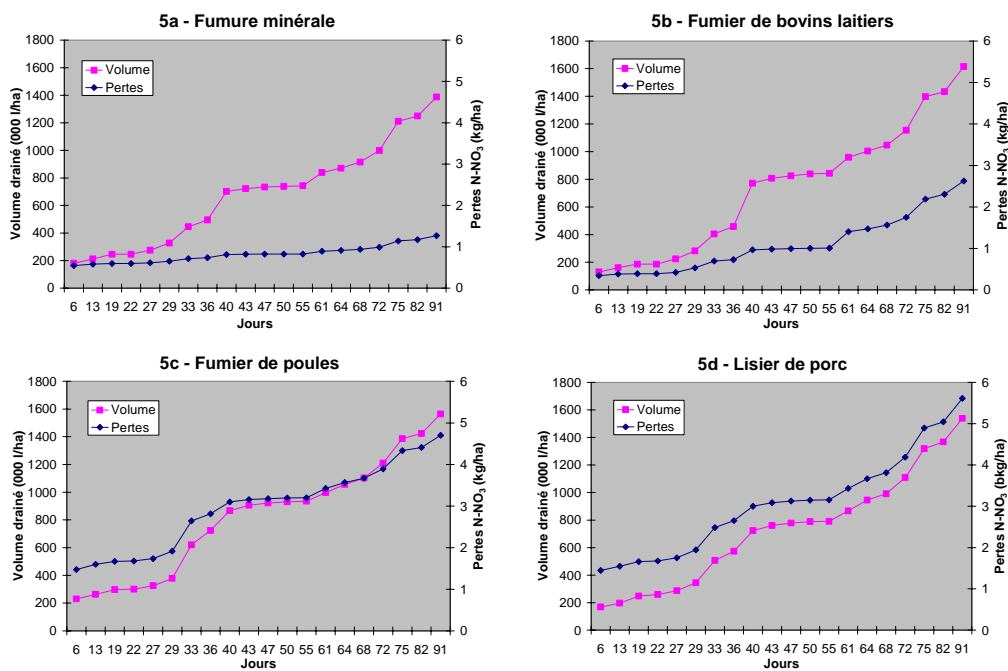 5a - Fumure minérale
Volume drainé (000 l/ha)
1800
1600
1400
1200
1000
800
600
400
200
0
Volume
Pertes
6
5
4
3
2
1
0
Pertes N-NO3 (kg/ha)
6 13 19 22 27 29 33 36 40 43 47 50 55 61 64 68 72 75 82 91
Jours
5b - Fumier de bovins laitiers
Volume drainé (000 l/ha)
1800
1600
1400
1200
1000
800
600
400
200
0
Volume
Pertes
6
5
4
3
2
1
0
Pertes N-NO3 (kg/ha)
6 13 19 22 27 29 33 36 40 43 47 50 55 61 64 68 72 75 82 91
Jours
5c - Fumier de poules
Volume drainé (000 l/ha)
1800
1600
1400
1200
1000
800
600
400
200
0
Volume
Pertes
6
5
4
3
2
1
0
Pertes N-NO3 (kg/ha)
6 13 19 22 27 29 33 36 40 43 47 50 55 61 64 68 72 75 82 91
Jours
5d - Lisier de porc
Volume drainé (000 l/ha)
1800
1600
1400
1200
1000
800
600
400
200
0
Volume
Pertes
6
5
4
3
2
1
0
Pertes N-NO3 (bkg/ha)
6 13 19 22 27 29 33 36 40 43 47 50 55 61 64 68 72 75 82 91
Jours